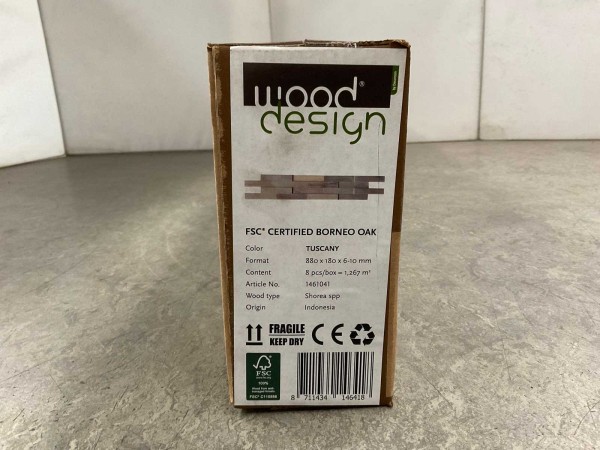 wood®
design
FSC® CERTIFIED BORNEO OAK
Color TUSCANY
Format 880 x 180 x 6-10 mm
Content 8 pcs/box = 1,267 m²
Article No. 1461041
Wood type Shorea spp
Origin Indonesia
FRAGILE
KEEP DRY
CE
FSC
100%
8 711434 146418